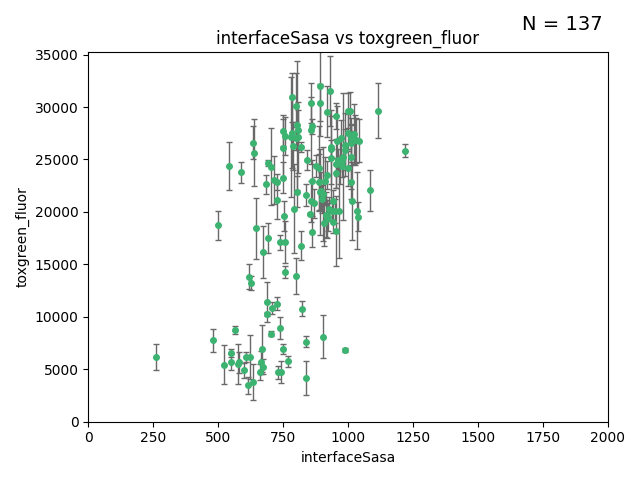 N = 137
interfaceSasa vs toxgreen_fluor
35000
30000
25000
20000
15000
10000
5000
0
toxgreen_fluor
0 250 500 750 1000 1250 1500 1750 2000
interfaceSasa